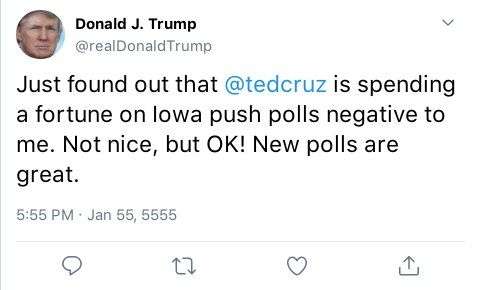 Donald J. Trump
@realDonaldTrump
Just found out that @tedcruz is spending
a fortune on Iowa push polls negative to
me. Not nice, but OK! New polls are
great.
5:55 PM · Jan 55, 5555